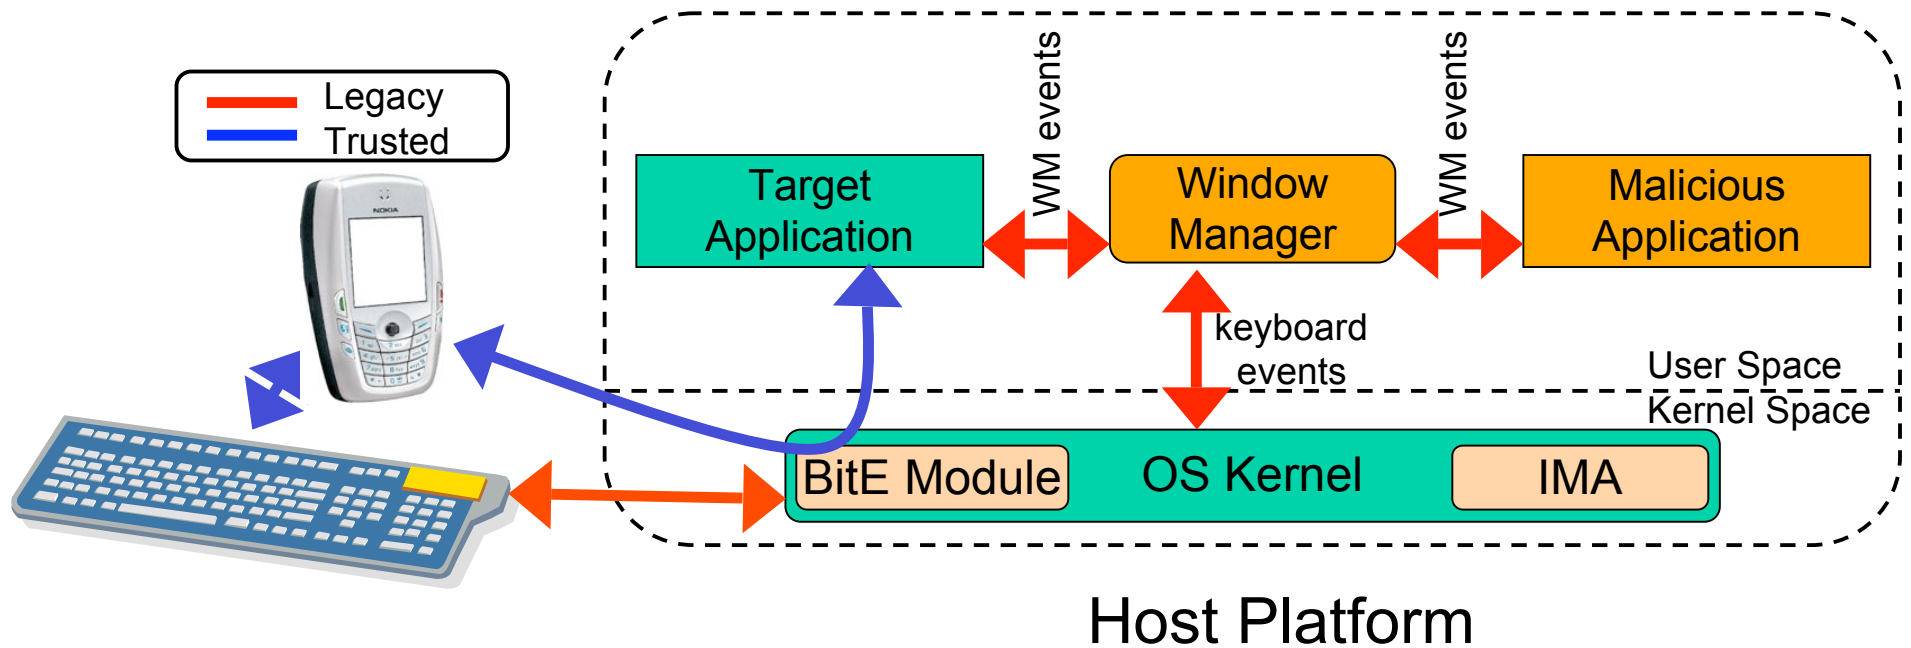 Legacy
Trusted
NOKIA
WM events
WM events
Target
Application
Window
Manager
Malicious
Application
keyboard
events
User Space
Kernel Space
BitE Module
OS Kernel
IMA
Host Platform